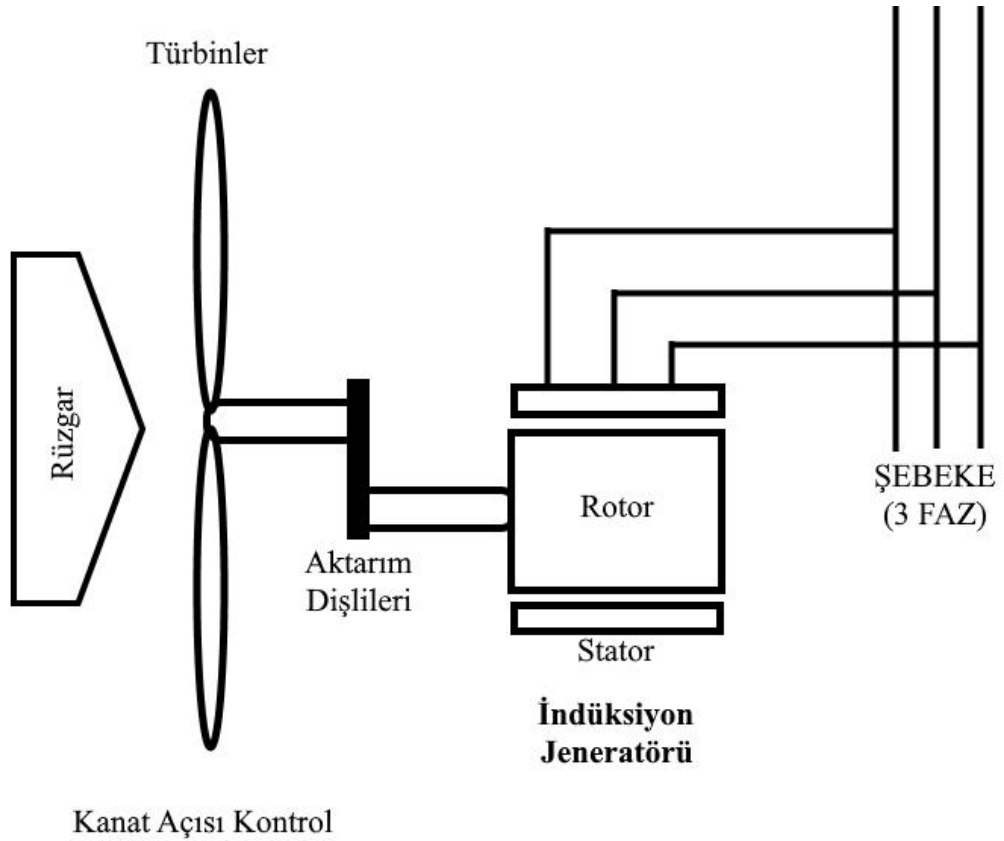 Türbinler
Rüzgar
Rotor
ŞEBEKE
(3 FAZ)
Aktarım
Dişlileri
Stator
İndüksiyon
Jeneratörü
Kanat Açısı Kontrol